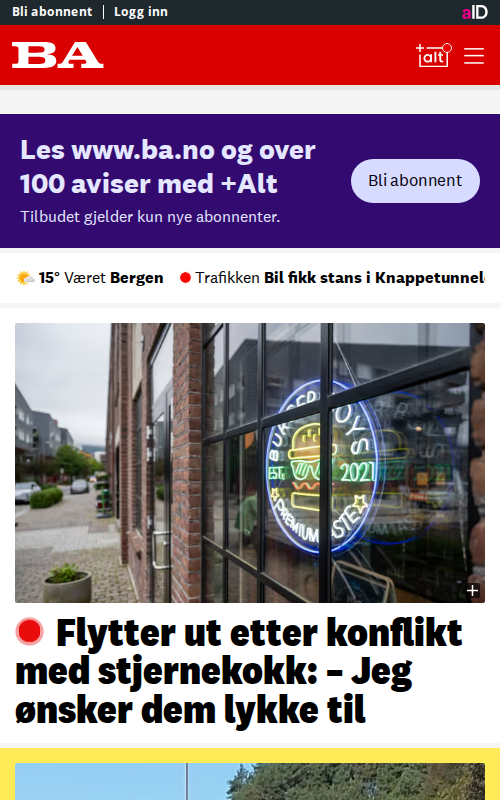 Bli abonnent | Logg inn
aID
BA
+alt
Les www.ba.no og over
100 aviser med +Alt
Tilbudet gjelder kun nye abonnenter.
Bli abonnent
15° Været Bergen
Trafikken Bil fikk stans i Knappetunnele
BURGER BOYS
ESTE 2021
PREMIUM TASTE
+
Flytter ut etter konflikt
med stjernekokk: – Jeg
ønsker dem lykke til